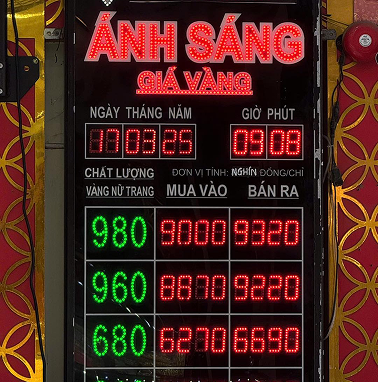 ÁNH SÁNG
GIÁ VÀNG
NGÀY THÁNG NĂM GIỜ PHÚT
17 03 25 09 08
CHẤT LƯỢNG ĐƠN VỊ TÍNH: NGHÌN ĐỒNG/CHỈ
VÀNG NỮ TRANG MUA VÀO BÁN RA
980 9000 9320
960 8670 9220
680 6270 6690